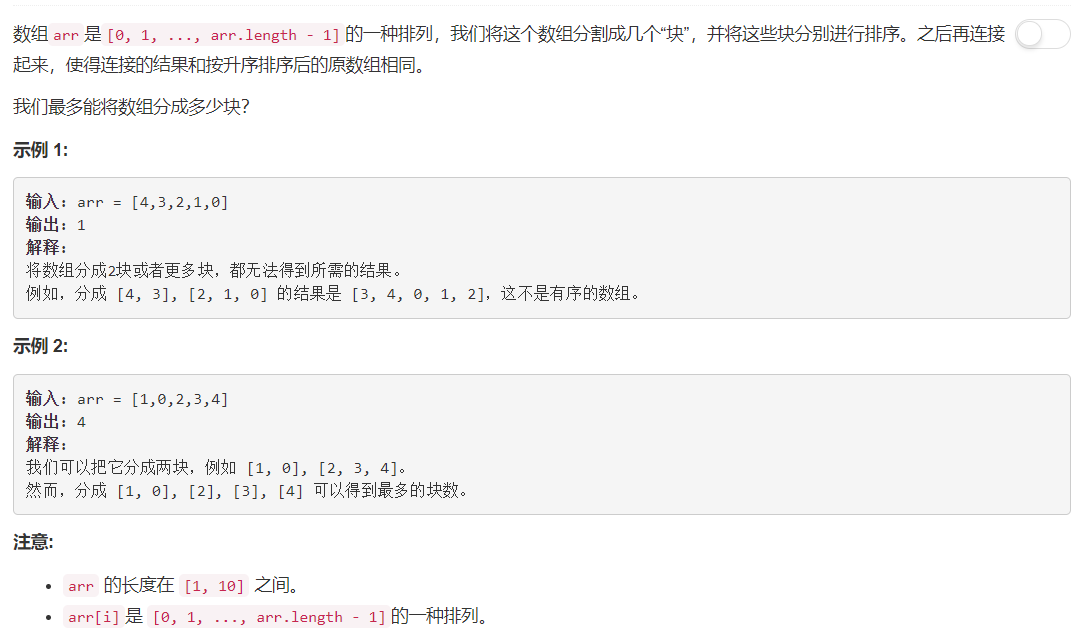 数组 arr 是 [0, 1, ..., arr.length - 1] 的一种排列，我们将这个数组分割成几个“块”，并将这些块分别进行排序。之后再连接
起来，使得连接的结果和按升序排序后的原数组相同。
我们最多能将数组分成多少块？
示例 1:
输入: arr = [4,3,2,1,0]
输出: 1
解释:
将数组分成2块或者更多块，都无法得到所需的结果。
例如，分成 [4, 3], [2, 1, 0] 的结果是 [3, 4, 0, 1, 2]，这不是有序的数组。
示例 2:
输入: arr = [1,0,2,3,4]
输出: 4
解释:
我们可以把它分成两块，例如 [1, 0], [2, 3, 4]。
然而，分成 [1, 0], [2], [3], [4] 可以得到最多的块数。
注意:
• arr 的长度在 [1, 10] 之间。
• arr[i] 是 [0, 1, ..., arr.length - 1] 的一种排列。